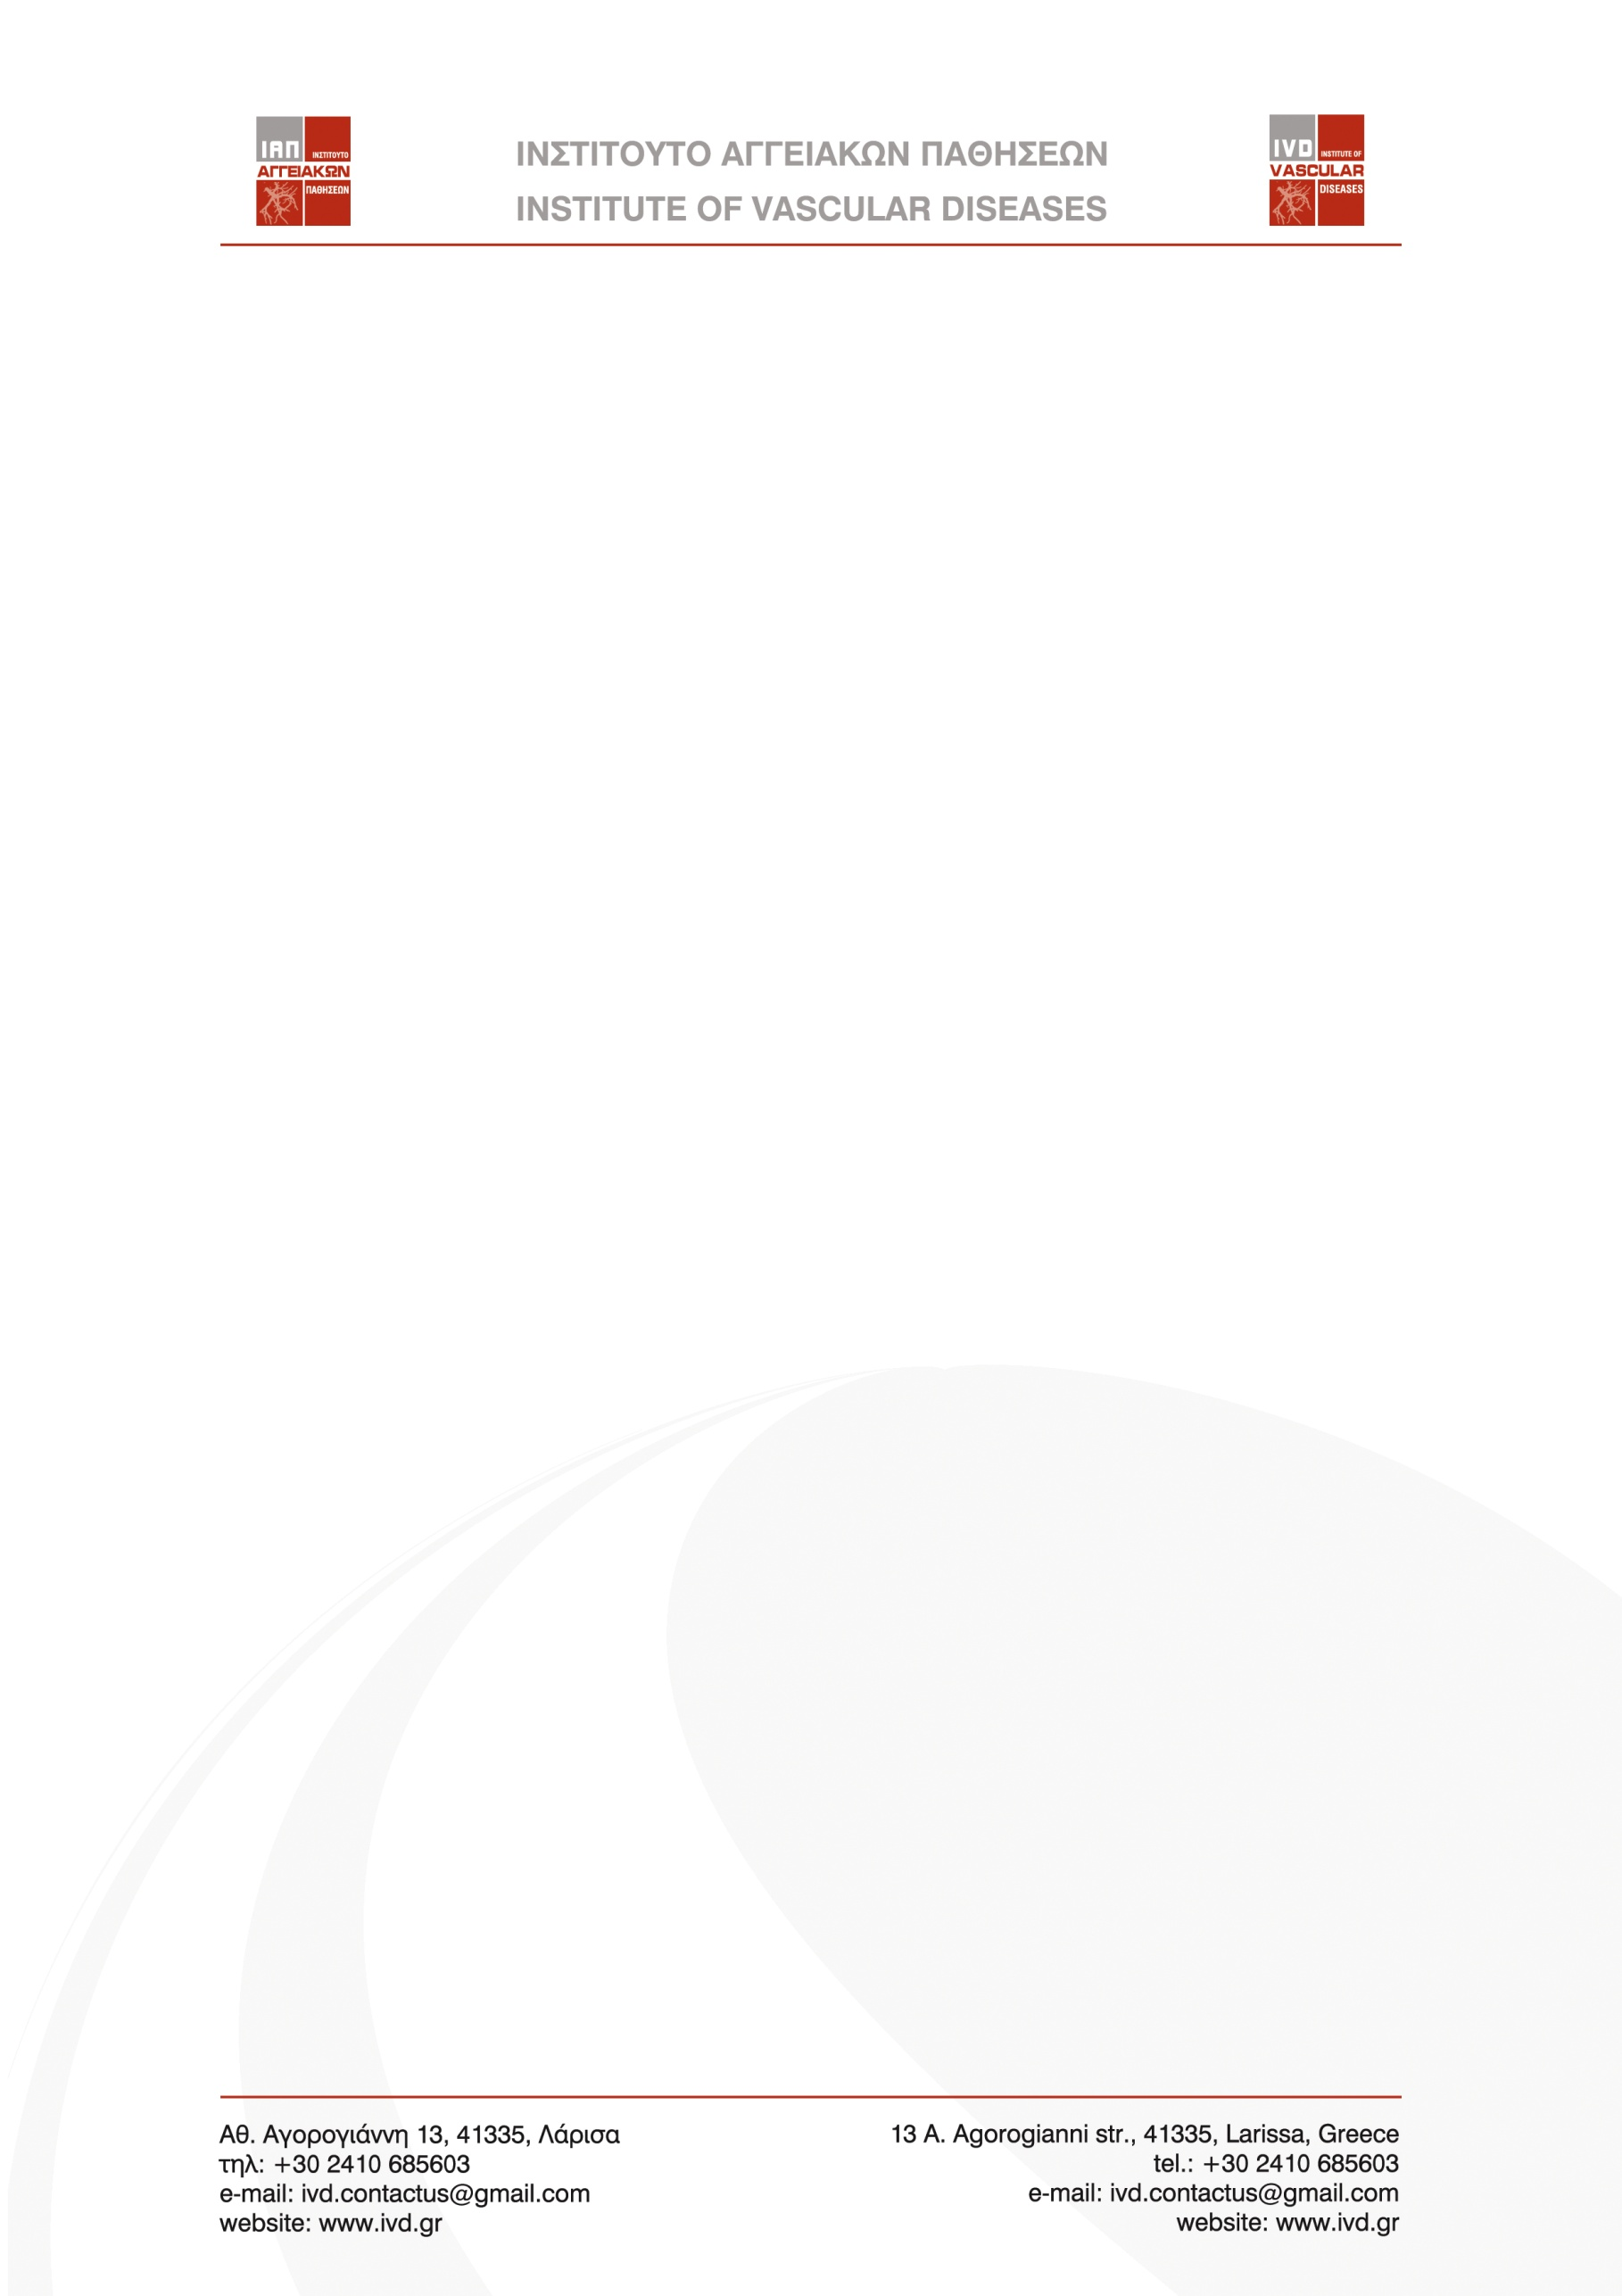 ΙΑΠ
ΙΝΣΤΙΤΟΥΤΟ
ΑΓΓΕΙΑΚΩΝ
ΠΑΘΗΣΕΩΝ
ΙΝΣΤΙΤΟΥΤΟ ΑΓΓΕΙΑΚΩΝ ΠΑΘΗΣΕΩΝ
INSTITUTE OF VASCULAR DISEASES
IVD
INSTITUTE OF
VASCULAR
DISEASES
Αθ. Αγορογιάννη 13, 41335, Λάρισα
τηλ: +30 2410 685603
e-mail: ivd.contactus@gmail.com
website: www.ivd.gr
13 A. Agorogianni str., 41335, Larissa, Greece
tel.: +30 2410 685603
e-mail: ivd.contactus@gmail.com
website: www.ivd.gr